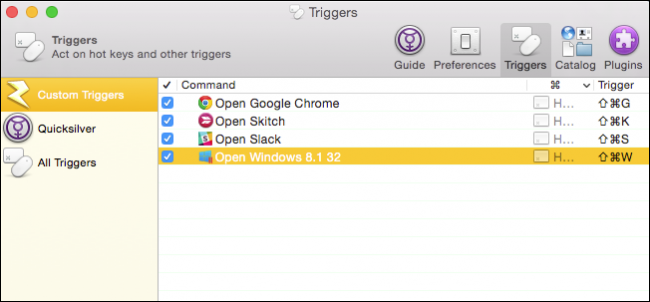 Triggers
Triggers
Act on hot keys and other triggers
Guide Preferences Triggers Catalog Plugins
✓ Command ⌘ Trigger
Custom Triggers
Quicksilver
All Triggers
Open Google Chrome H... ⇧⌘G
Open Skitch H... ⇧⌘K
Open Slack H... ⇧⌘S
Open Windows 8.1 32 H... ⇧⌘W